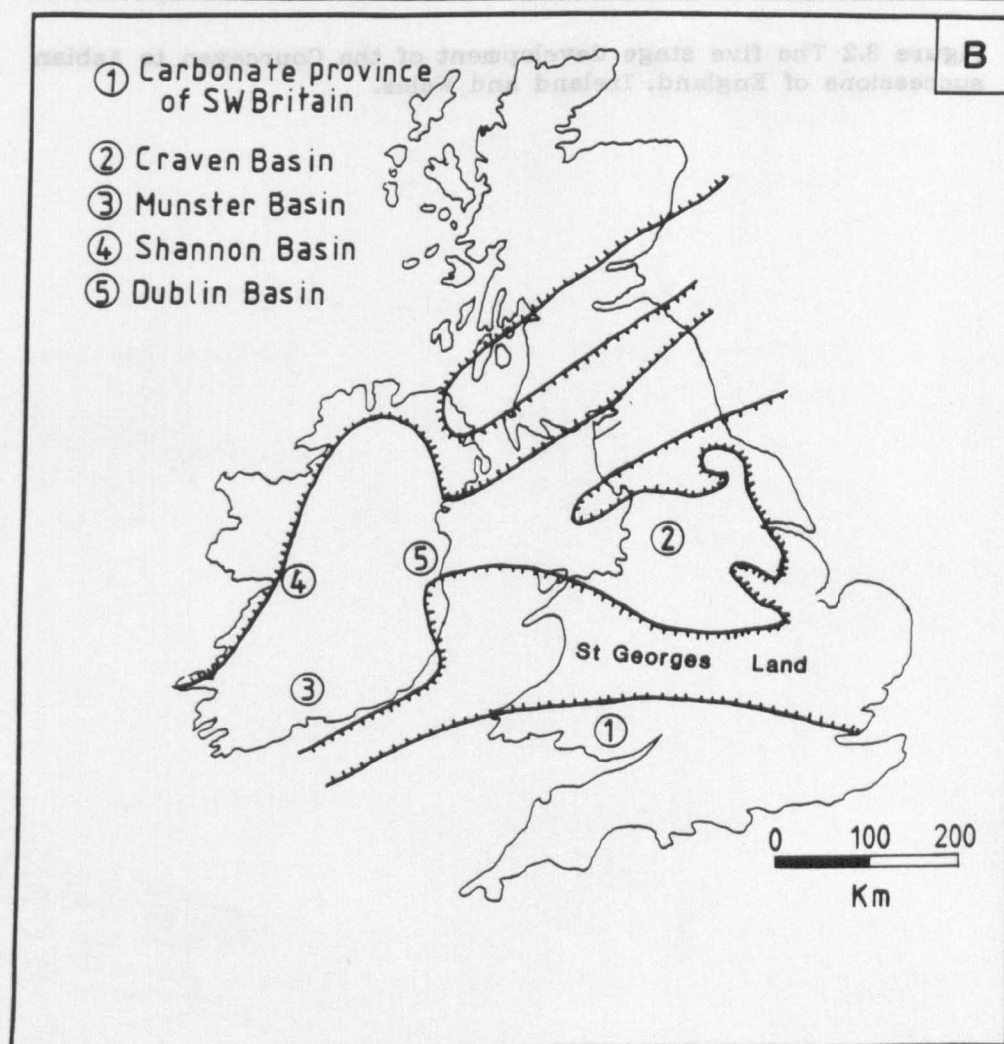 B
① Carbonate province
of SW Britain
② Craven Basin
③ Munster Basin
④ Shannon Basin
⑤ Dublin Basin
④
⑤
②
③
St Georges Land
①
0 100 200
Km